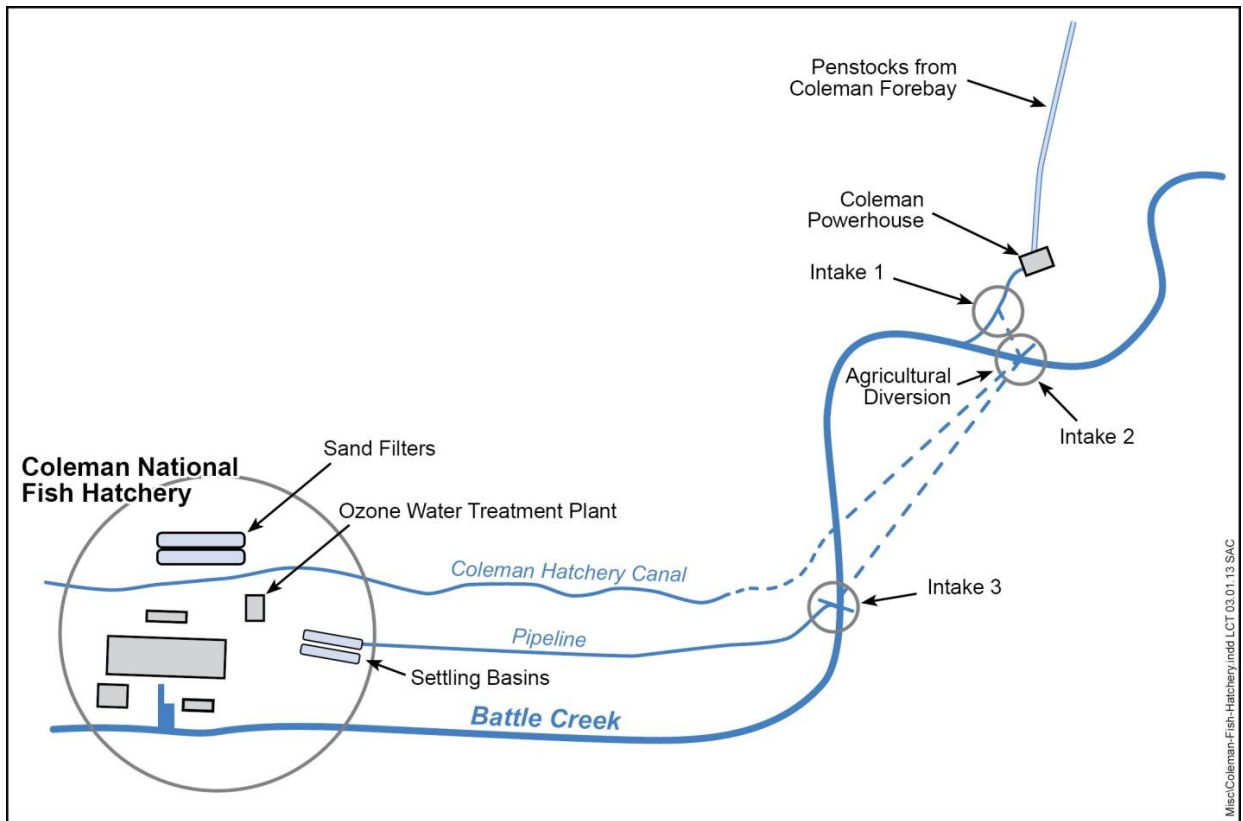 Penstocks from
Coleman Forebay
Coleman
Powerhouse
Intake 1
Agricultural
Diversion
Intake 2
Coleman National
Fish Hatchery
Sand Filters
Ozone Water Treatment Plant
Coleman Hatchery Canal
Intake 3
Pipeline
Settling Basins
Battle Creek
Misc\Coleman-Fish-Hatchery.indd LCT 03.01.13 SAC